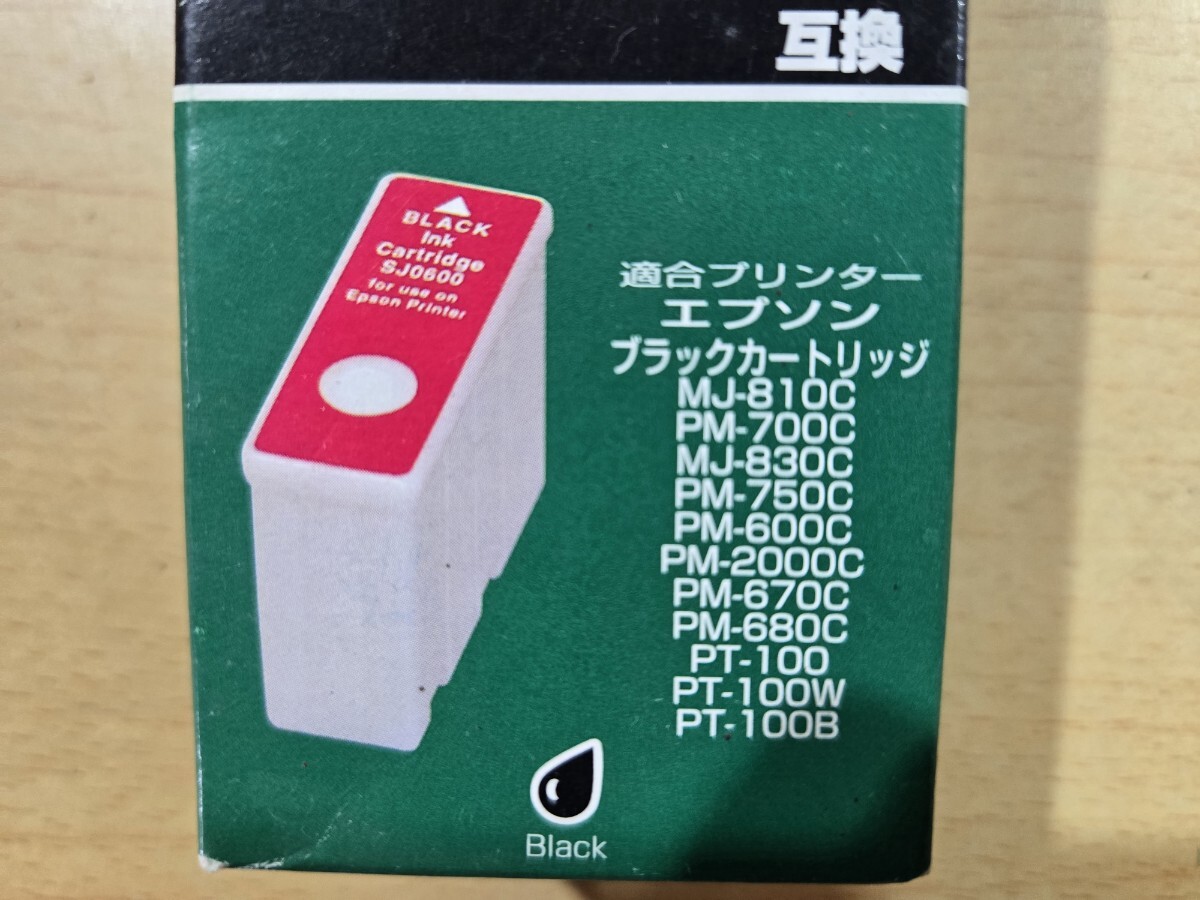 互換
BLACK
Ink
Cartridge
SJ0600
for use on
Epson Printer
適合プリンター
エプソン
ブラックカートリッジ
MJ-810C
PM-700C
MJ-830C
PM-750C
PM-600C
PM-2000C
PM-670C
PM-680C
PT-100
PT-100W
PT-100B
Black